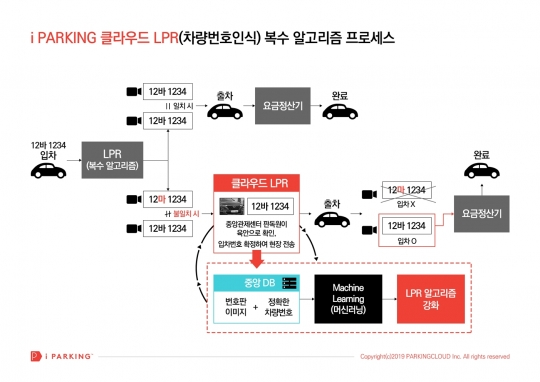 i PARKING 클라우드 LPR(차량번호인식) 복수 알고리즘 프로세스
12바 1234
일치 시
12바 1234
출차
요금정산기
완료
12바 1234
입차
LPR
(복수 알고리즘)
12마 1234
불일치 시
12바 1234
클라우드 LPR
12바 1234
중앙관제센터 판독원이
육안으로 확인,
입차번호 확정하여 현장 전송
출차
12마 1234
입차 X
12바 1234
입차 O
요금정산기
완료
중앙 DB
번호판
이미지
+
정확한
차량번호
Machine
Learning
(머신러닝)
LPR 알고리즘
강화
i PARKING™
Copyright(c)2019 PARKINGCLOUD Inc. All rights reserved